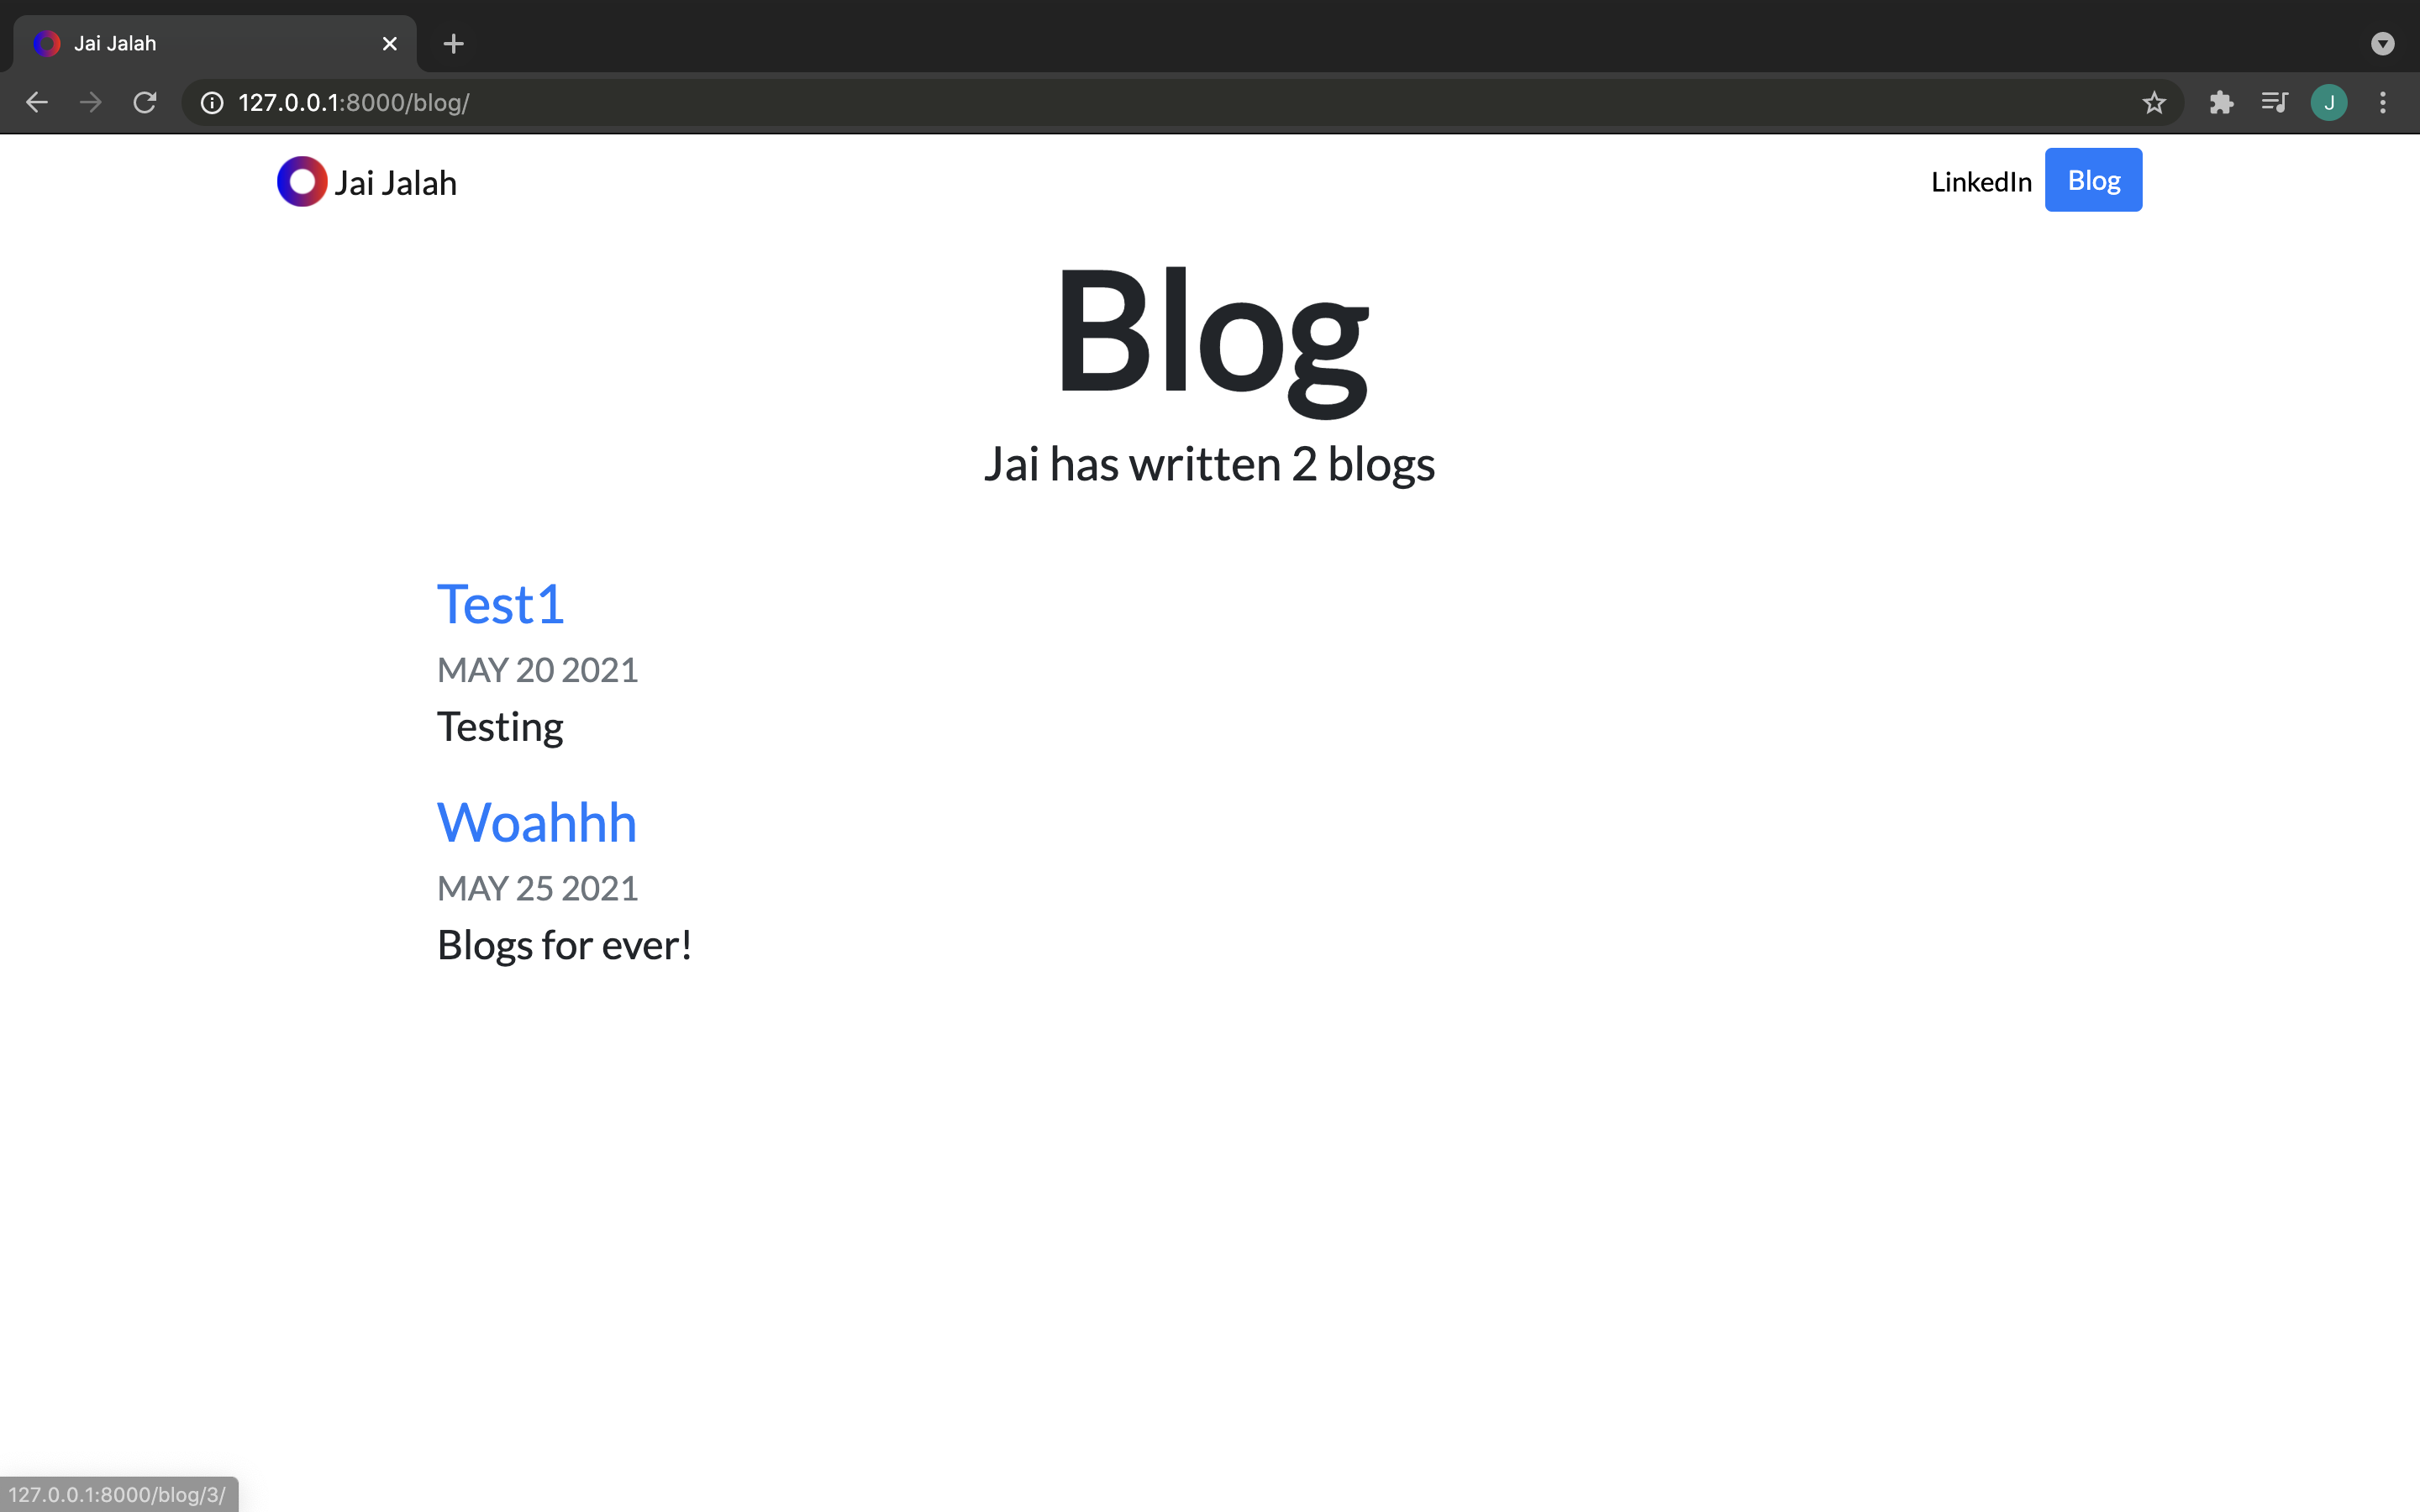 Jai Jalah
127.0.0.1:8000/blog/
J
Jai Jalah
LinkedIn
Blog
Blog
Jai has written 2 blogs
Test1
MAY 20 2021
Testing
Woahhh
MAY 25 2021
Blogs for ever!
127.0.0.1:8000/blog/3/